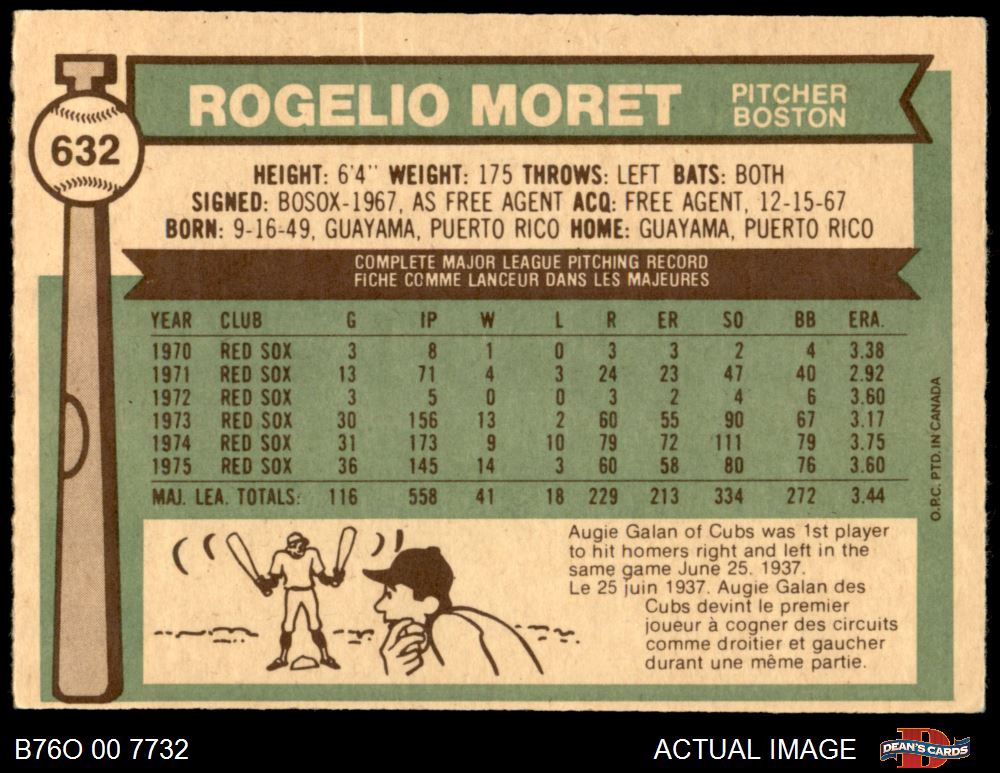 632
ROGELIO MORET
PITCHER
BOSTON
HEIGHT: 6'4" WEIGHT: 175 THROWS: LEFT BATS: BOTH
SIGNED: BOSOX-1967, AS FREE AGENT ACQ: FREE AGENT, 12-15-67
BORN: 9-16-49, GUAYAMA, PUERTO RICO HOME: GUAYAMA, PUERTO RICO
COMPLETE MAJOR LEAGUE PITCHING RECORD
FICHE COMME LANCEUR DANS LES MAJEURES
YEAR CLUB G IP W L R ER SO BB ERA.
1970 RED SOX 3 8 1 0 3 3 2 4 3.38
1971 RED SOX 13 71 4 3 24 23 47 40 2.92
1972 RED SOX 3 5 0 0 3 2 4 6 3.60
1973 RED SOX 30 156 13 2 60 55 90 67 3.17
1974 RED SOX 31 173 9 10 79 72 111 79 3.75
1975 RED SOX 36 145 14 3 60 58 80 76 3.60
MAJ. LEA. TOTALS: 116 558 41 18 229 213 334 272 3.44
O.P.C. PTD. IN CANADA
Augie Galan of Cubs was 1st player
to hit homers right and left in the
same game June 25. 1937.
Le 25 juin 1937. Augie Galan des
Cubs devint le premier
joueur à cogner des circuits
comme droitier et gaucher
durant une même partie.
B76O 00 7732
ACTUAL IMAGE
DEAN'S CARDS